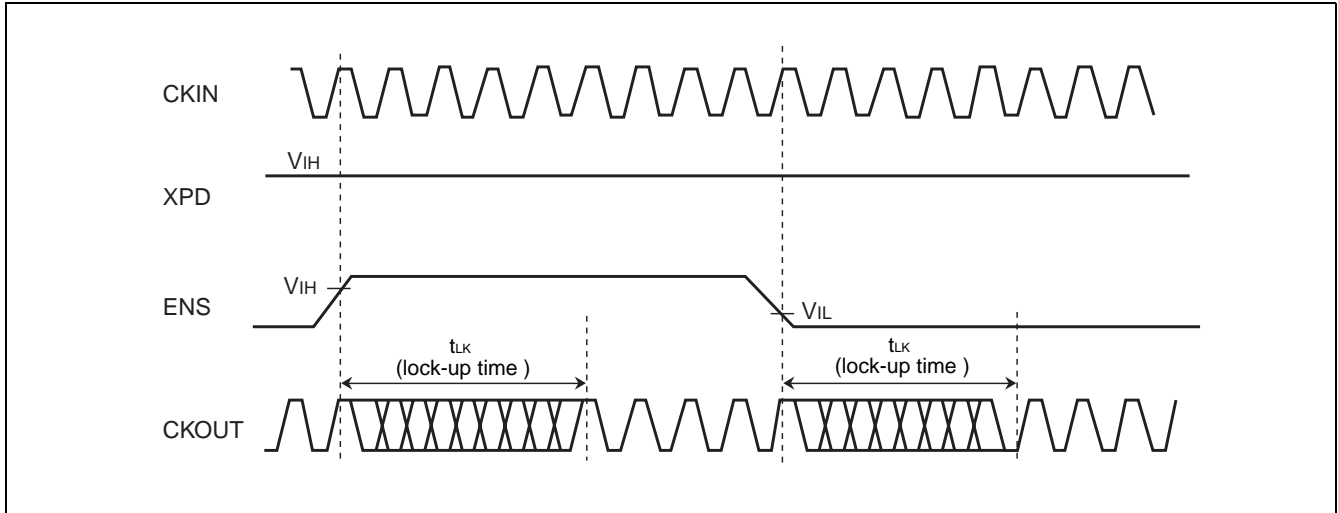 CKIN
VIH
XPD
VIH
ENS
VIL
tLK
(lock-up time )
tLK
(lock-up time )
CKOUT